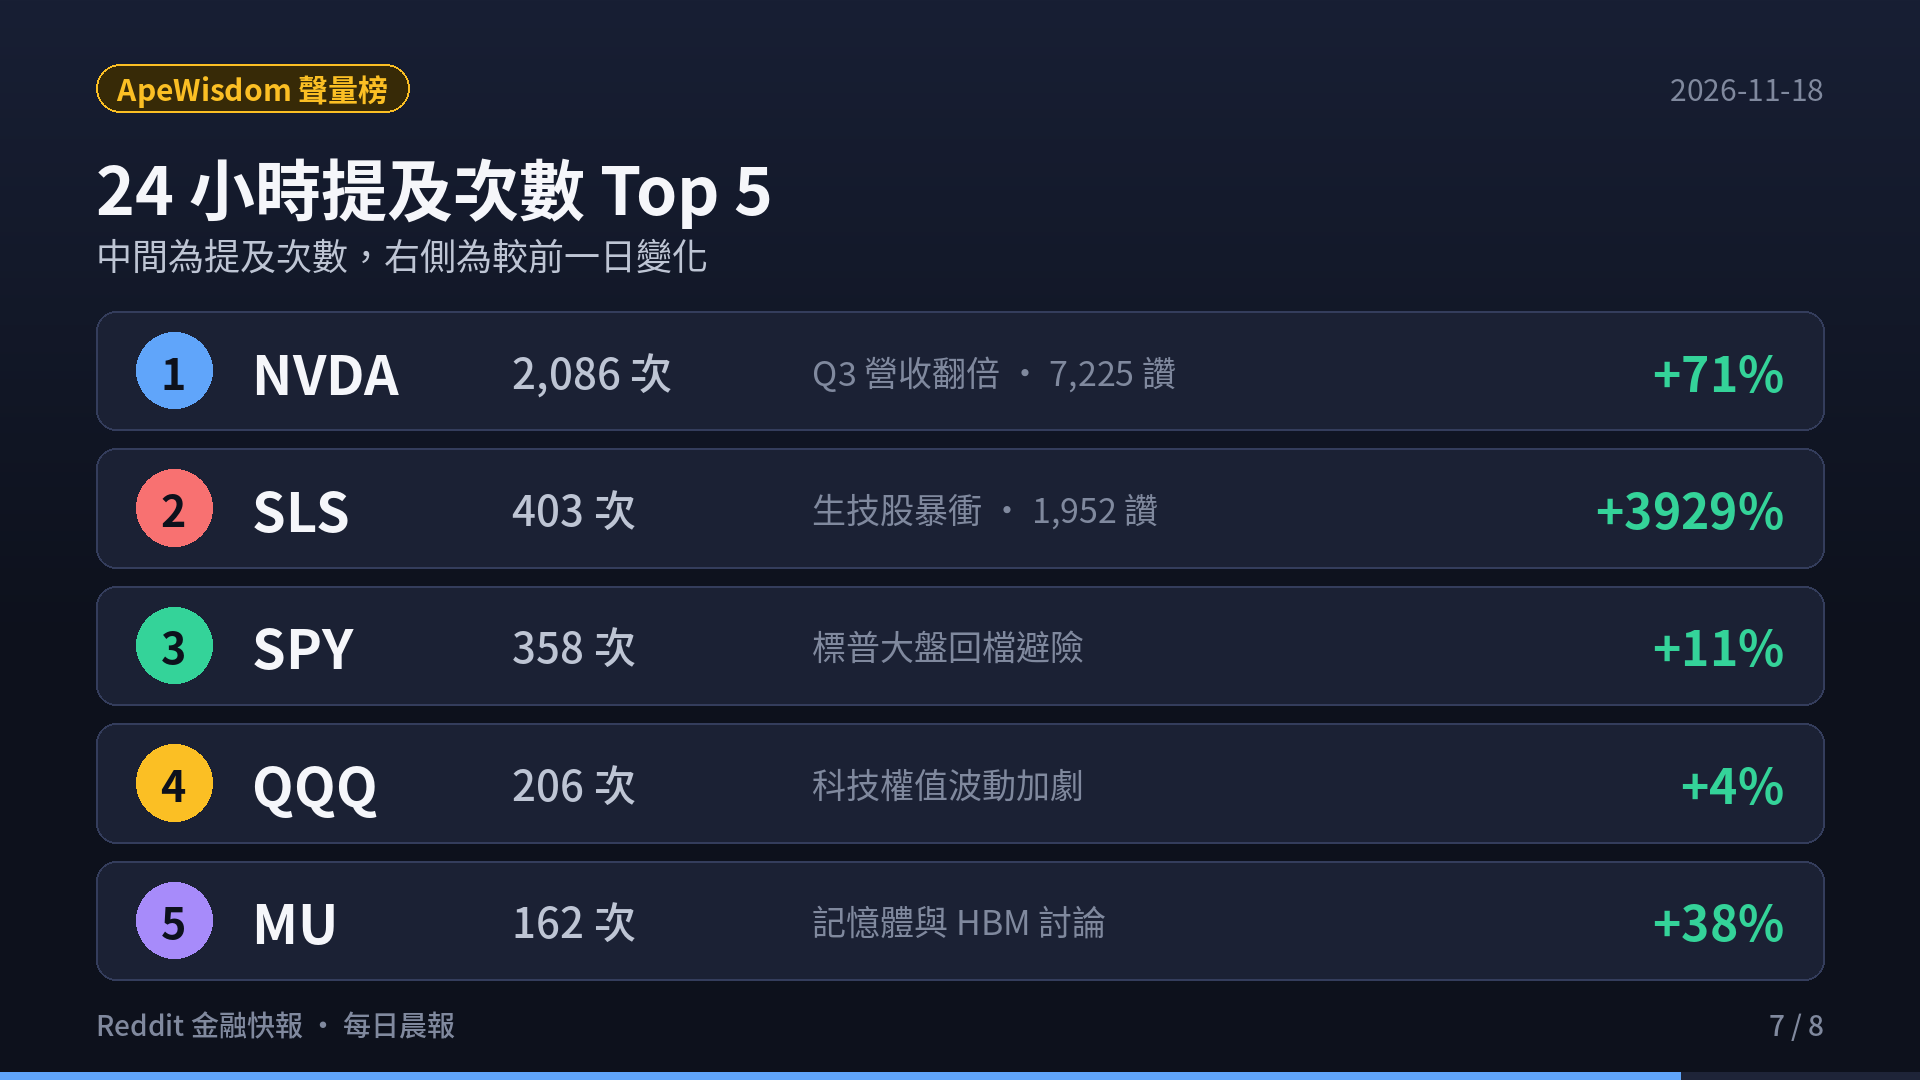 ApeWisdom 聲量榜
2026-11-18
24 小時提及次數 Top 5
中間為提及次數，右側為較前一日變化
1 NVDA 2,086 次 Q3 營收翻倍 · 7,225 讚 +71%
2 SLS 403 次 生技股暴衝 · 1,952 讚 +3929%
3 SPY 358 次 標普大盤回檔避險 +11%
4 QQQ 206 次 科技權值波動加劇 +4%
5 MU 162 次 記憶體與 HBM 討論 +38%
Reddit 金融快報 · 每日晨報
7 / 8